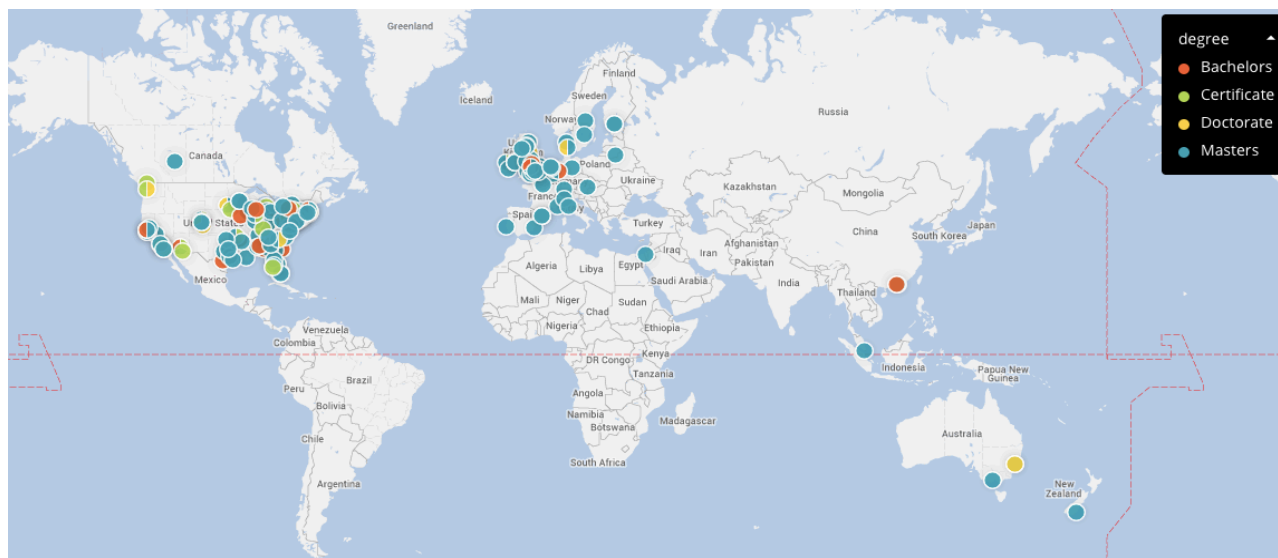 degree
Bachelors
Certificate
Doctorate
Masters
Greenland
Iceland
Finland
Sweden
Norwa
Russia
Canada
Poland
Ukraine
Kazakhstan
Mongolia
Franc
Spai
Turkey
China
Japan
South Korea
Afghanistan
Iraq
Iran
Pakistan
Algeria
Libya
Egypt
Saudi Arabia
India
Thailand
Mexico
Mali
Niger
Chad
Sudan
Nigeria
Ethiopia
Venezuela
Colombia
DR Congo
Kenya
Tanzania
Indonesia
Papua New
Guinea
Peru
Brazil
Bolivia
Angola
Namibia
Botswana
Madagascar
Chile
South Africa
Argentina
Australia
New
Zealand